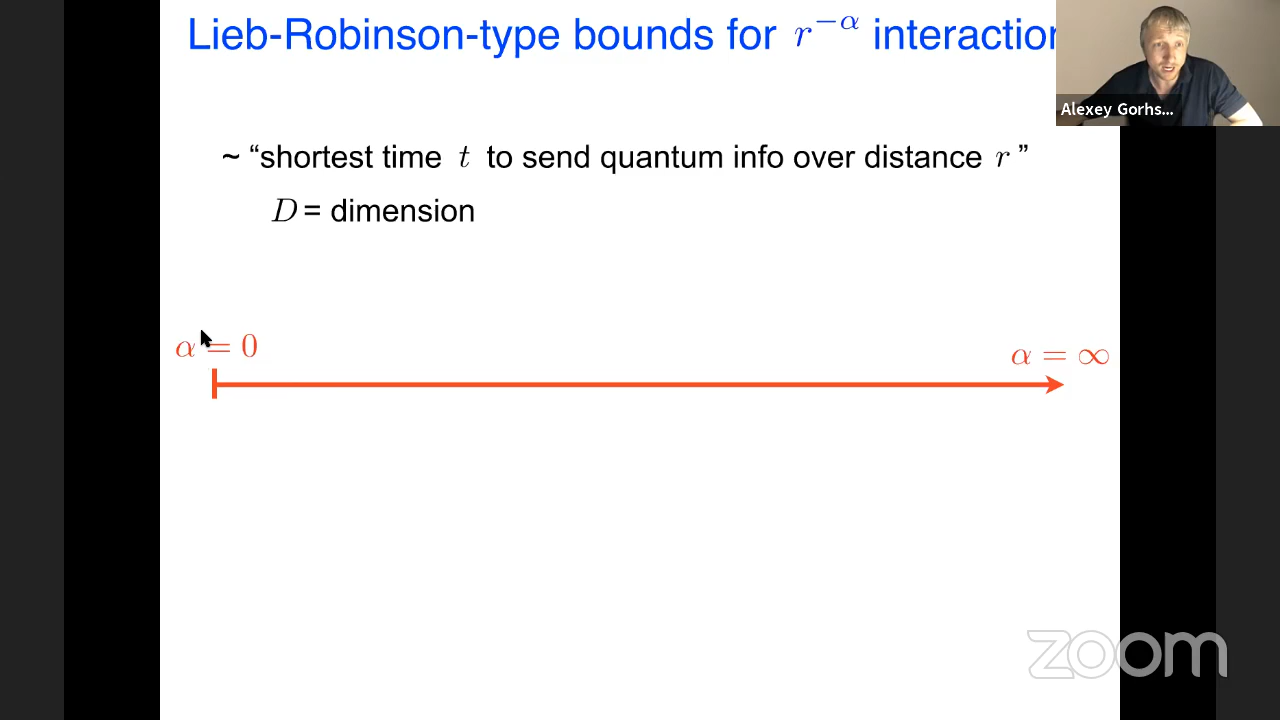 Lieb-Robinson-type bounds for r^{-α} interaction
Alexey Gorhs...
~ “shortest time t to send quantum info over distance r ”
D = dimension
α = 0
α = ∞
zoom